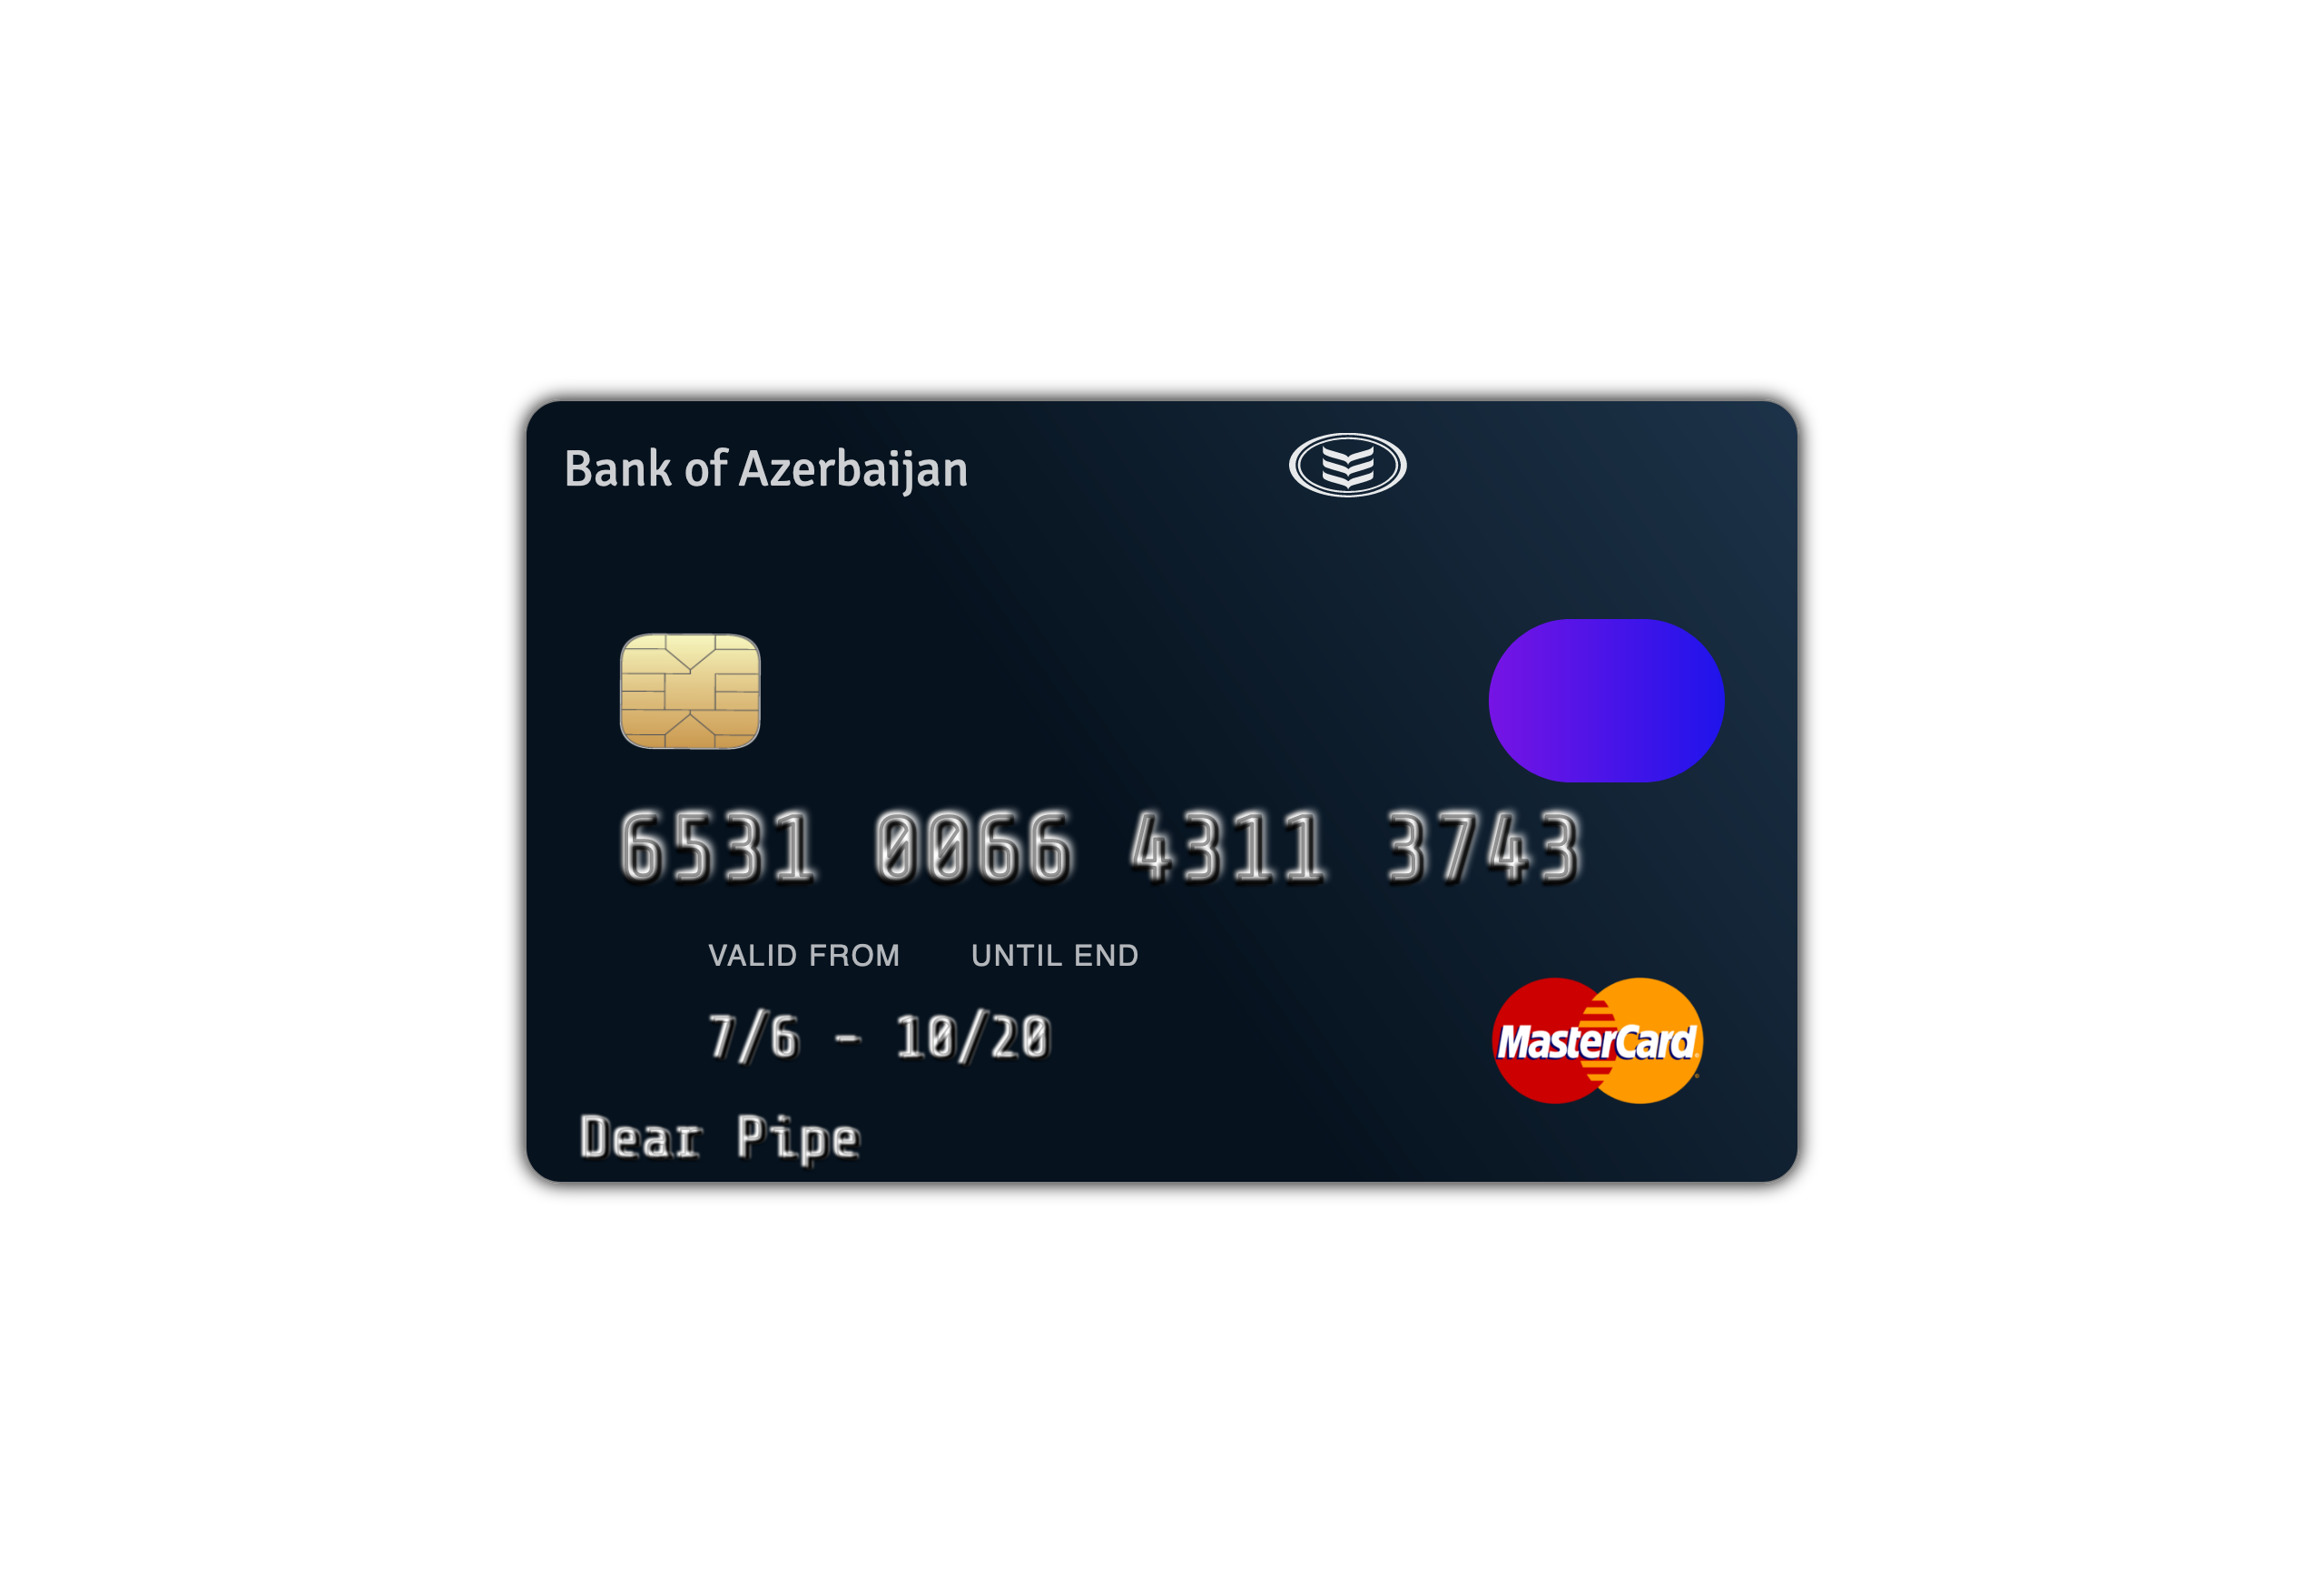 Bank of Azerbaijan
6531 0066 4311 3743
VALID FROM UNTIL END
7/6 - 10/20
MasterCard
Dear Pipe